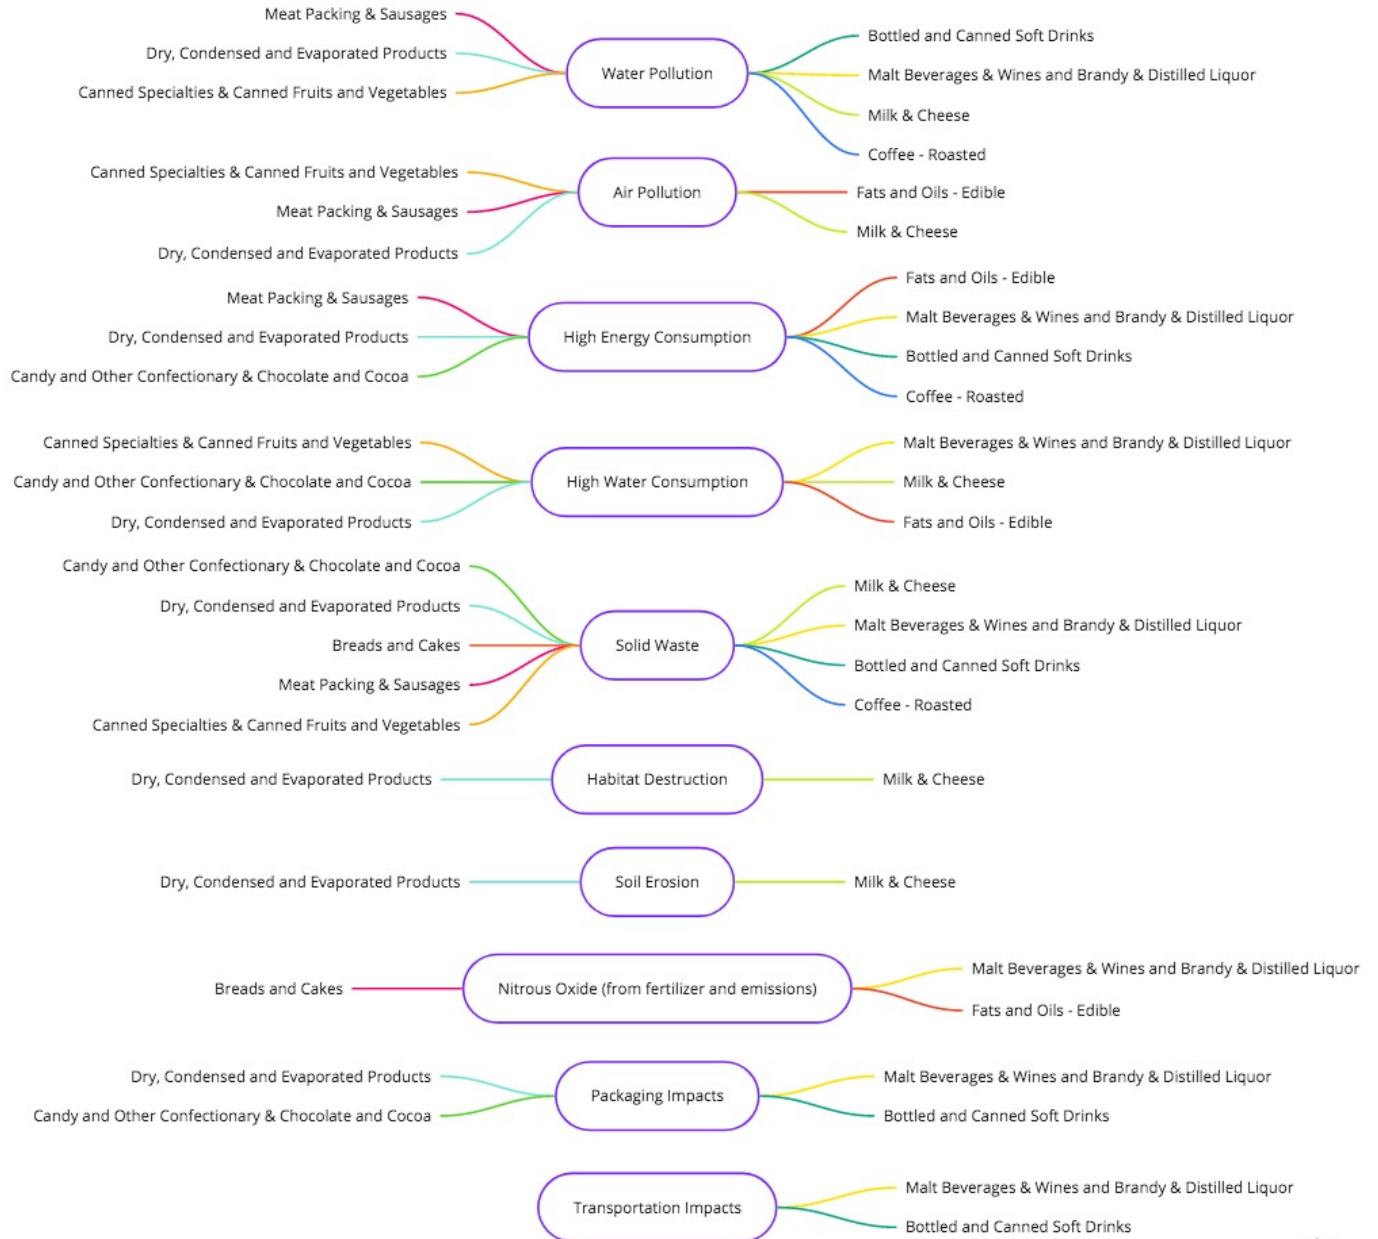 Meat Packing & Sausages
Dry, Condensed and Evaporated Products
Canned Specialties & Canned Fruits and Vegetables
Water Pollution
Bottled and Canned Soft Drinks
Malt Beverages & Wines and Brandy & Distilled Liquor
Milk & Cheese
Coffee - Roasted
Canned Specialties & Canned Fruits and Vegetables
Meat Packing & Sausages
Dry, Condensed and Evaporated Products
Air Pollution
Fats and Oils - Edible
Milk & Cheese
Meat Packing & Sausages
Dry, Condensed and Evaporated Products
Candy and Other Confectionary & Chocolate and Cocoa
High Energy Consumption
Fats and Oils - Edible
Malt Beverages & Wines and Brandy & Distilled Liquor
Bottled and Canned Soft Drinks
Coffee - Roasted
Canned Specialties & Canned Fruits and Vegetables
Candy and Other Confectionary & Chocolate and Cocoa
Dry, Condensed and Evaporated Products
High Water Consumption
Malt Beverages & Wines and Brandy & Distilled Liquor
Milk & Cheese
Fats and Oils - Edible
Candy and Other Confectionary & Chocolate and Cocoa
Dry, Condensed and Evaporated Products
Breads and Cakes
Meat Packing & Sausages
Canned Specialties & Canned Fruits and Vegetables
Solid Waste
Milk & Cheese
Malt Beverages & Wines and Brandy & Distilled Liquor
Bottled and Canned Soft Drinks
Coffee - Roasted
Dry, Condensed and Evaporated Products
Habitat Destruction
Milk & Cheese
Dry, Condensed and Evaporated Products
Soil Erosion
Milk & Cheese
Breads and Cakes
Nitrous Oxide (from fertilizer and emissions)
Malt Beverages & Wines and Brandy & Distilled Liquor
Fats and Oils - Edible
Dry, Condensed and Evaporated Products
Candy and Other Confectionary & Chocolate and Cocoa
Packaging Impacts
Malt Beverages & Wines and Brandy & Distilled Liquor
Bottled and Canned Soft Drinks
Transportation Impacts
Malt Beverages & Wines and Brandy & Distilled Liquor
Bottled and Canned Soft Drinks